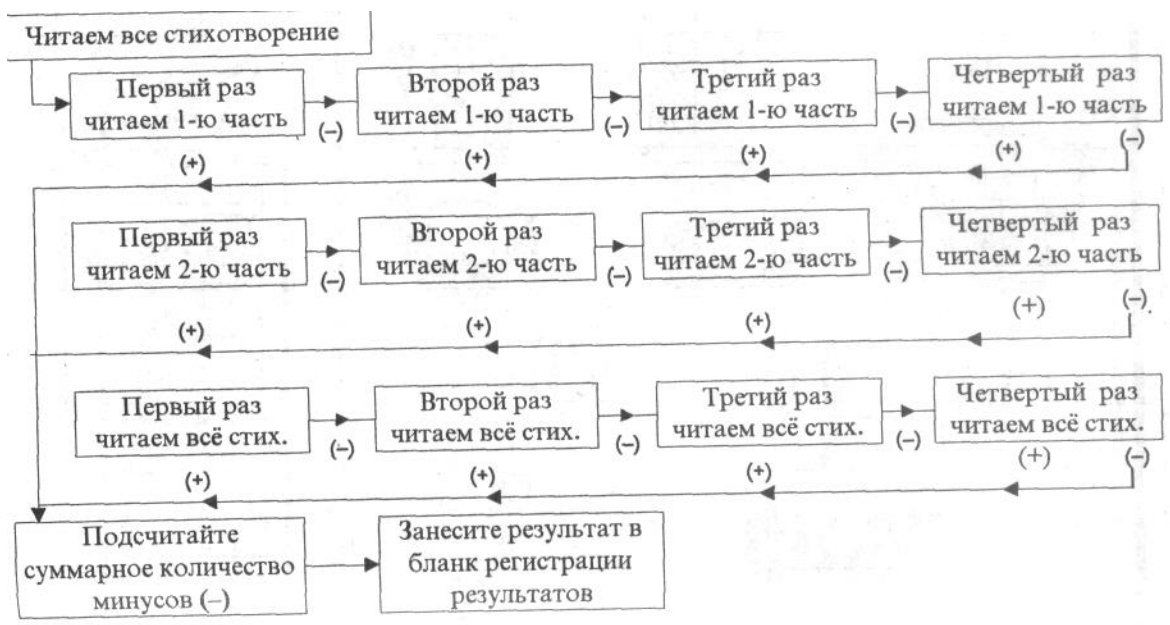 Читаем все стихотворение
Первый раз
читаем 1-ю часть
(–)
Второй раз
читаем 1-ю часть
(–)
Третий раз
читаем 1-ю часть
(–)
Четвертый раз
читаем 1-ю часть
(–)
(+)
(+)
(+)
(+)
Первый раз
читаем 2-ю часть
(–)
Второй раз
читаем 2-ю часть
(–)
Третий раз
читаем 2-ю часть
(–)
Четвертый раз
читаем 2-ю часть
(–)
(+)
(+)
(+)
(+)
Первый раз
читаем всё стих.
(–)
Второй раз
читаем всё стих.
(–)
Третий раз
читаем всё стих.
(–)
Четвертый раз
читаем всё стих.
(–)
(+)
(+)
(+)
(+)
Подсчитайте
суммарное количество
минусов (–)
Занесите результат в
бланк регистрации
результатов